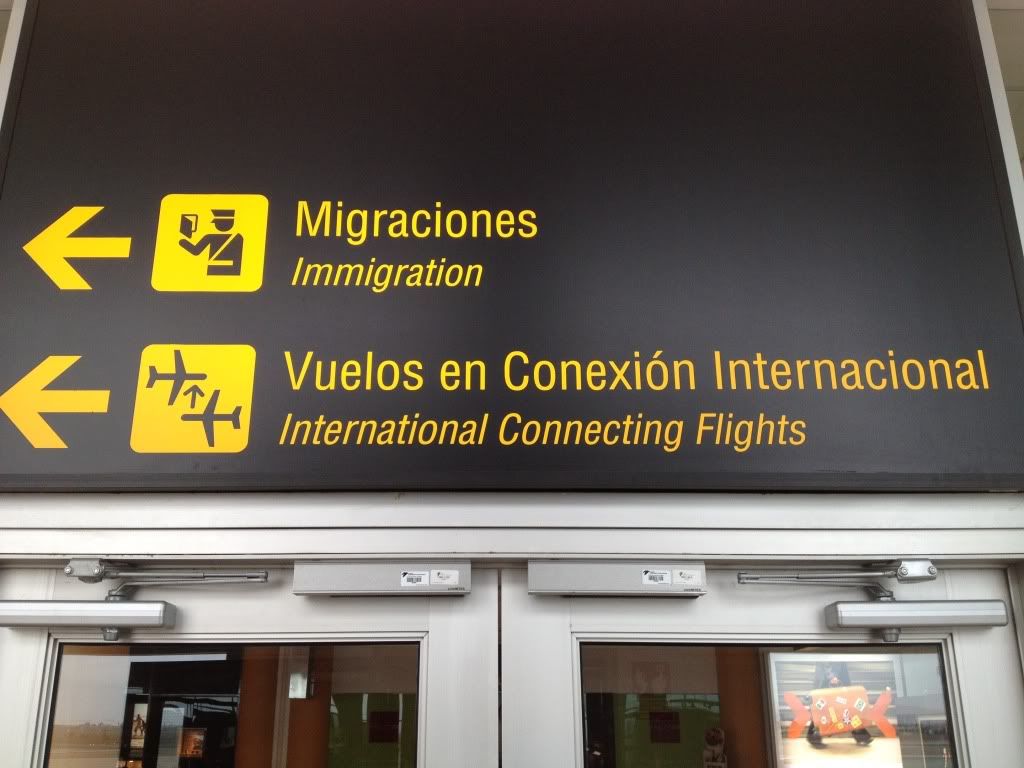 Migraciones
Immigration
Vuelos en Conexión Internacional
International Connecting Flights